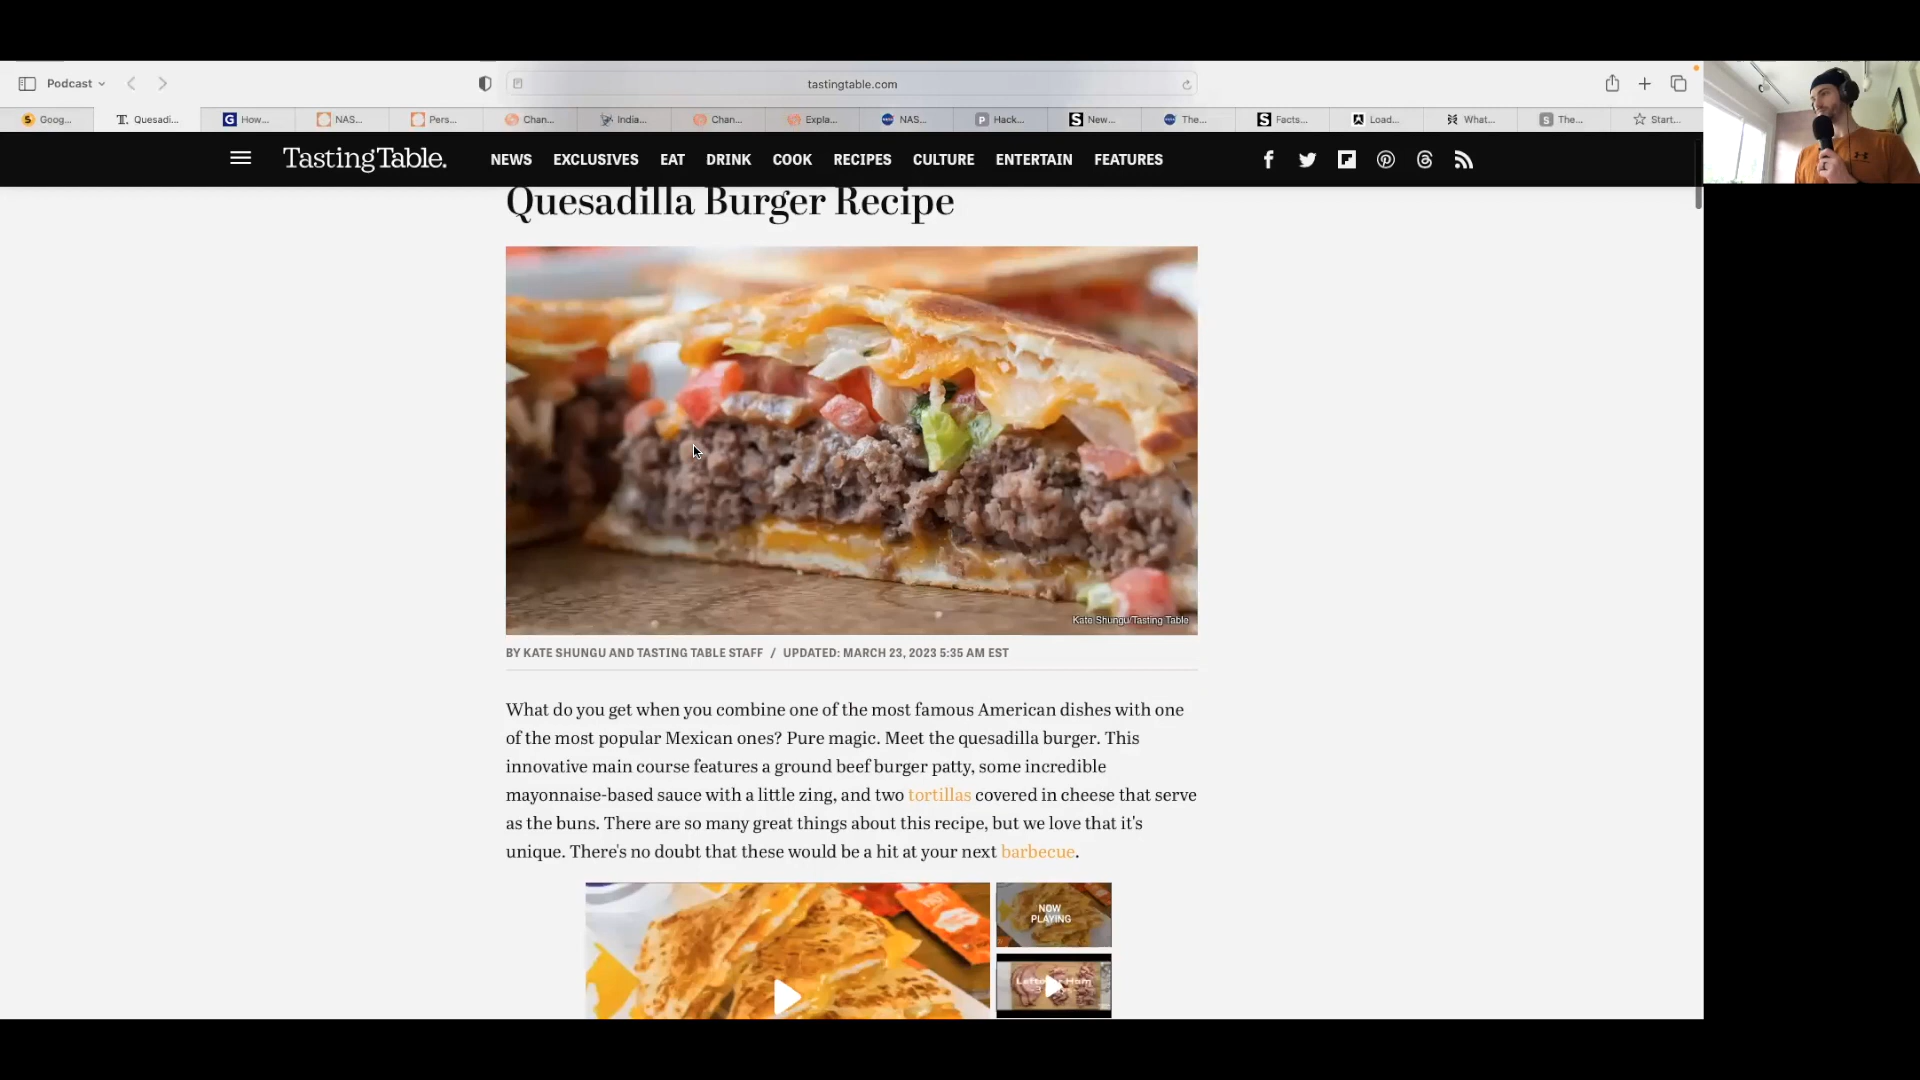 Podcast
tastingtable.com
Goog...
Quesadi...
How...
NAS...
Pers...
Chan...
India...
Chan...
Expla...
NAS...
Hack...
New...
The...
Facts...
Load...
What...
The...
Start...
TastingTable.
NEWS EXCLUSIVES EAT DRINK COOK RECIPES CULTURE ENTERTAIN FEATURES
Quesadilla Burger Recipe
Kate Shungu/Tasting Table
BY KATE SHUNGU AND TASTING TABLE STAFF / UPDATED: MARCH 23, 2023 5:35 AM EST
What do you get when you combine one of the most famous American dishes with one
of the most popular Mexican ones? Pure magic. Meet the quesadilla burger. This
innovative main course features a ground beef burger patty, some incredible
mayonnaise-based sauce with a little zing, and two tortillas covered in cheese that serve
as the buns. There are so many great things about this recipe, but we love that it's
unique. There's no doubt that these would be a hit at your next barbecue.
NOW
PLAYING